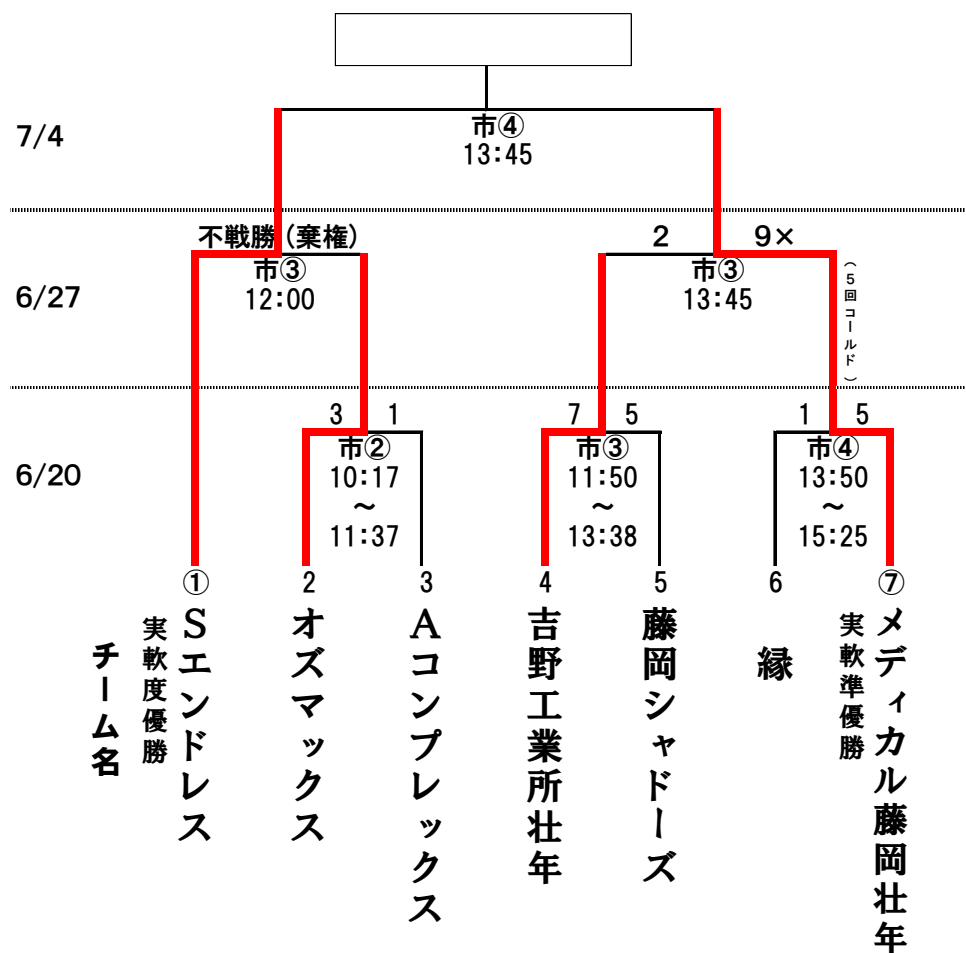 7/4
市④
13:45
6/27
不戦勝(棄権)
市③
12:00
2 9×
市③
13:45
(5回コールド)
6/20
3 1
市②
10:17
~
11:37
7 5
市③
11:50
~
13:38
1 5
市④
13:50
~
15:25
① 2 3 4 5 6 ⑦
チーム名
実軟度優勝
Sエンドレス
オズマックス
Aコンプレックス
吉野工業所壮年
藤岡シャドーズ
縁
実軟準優勝
メディカル藤岡壮年